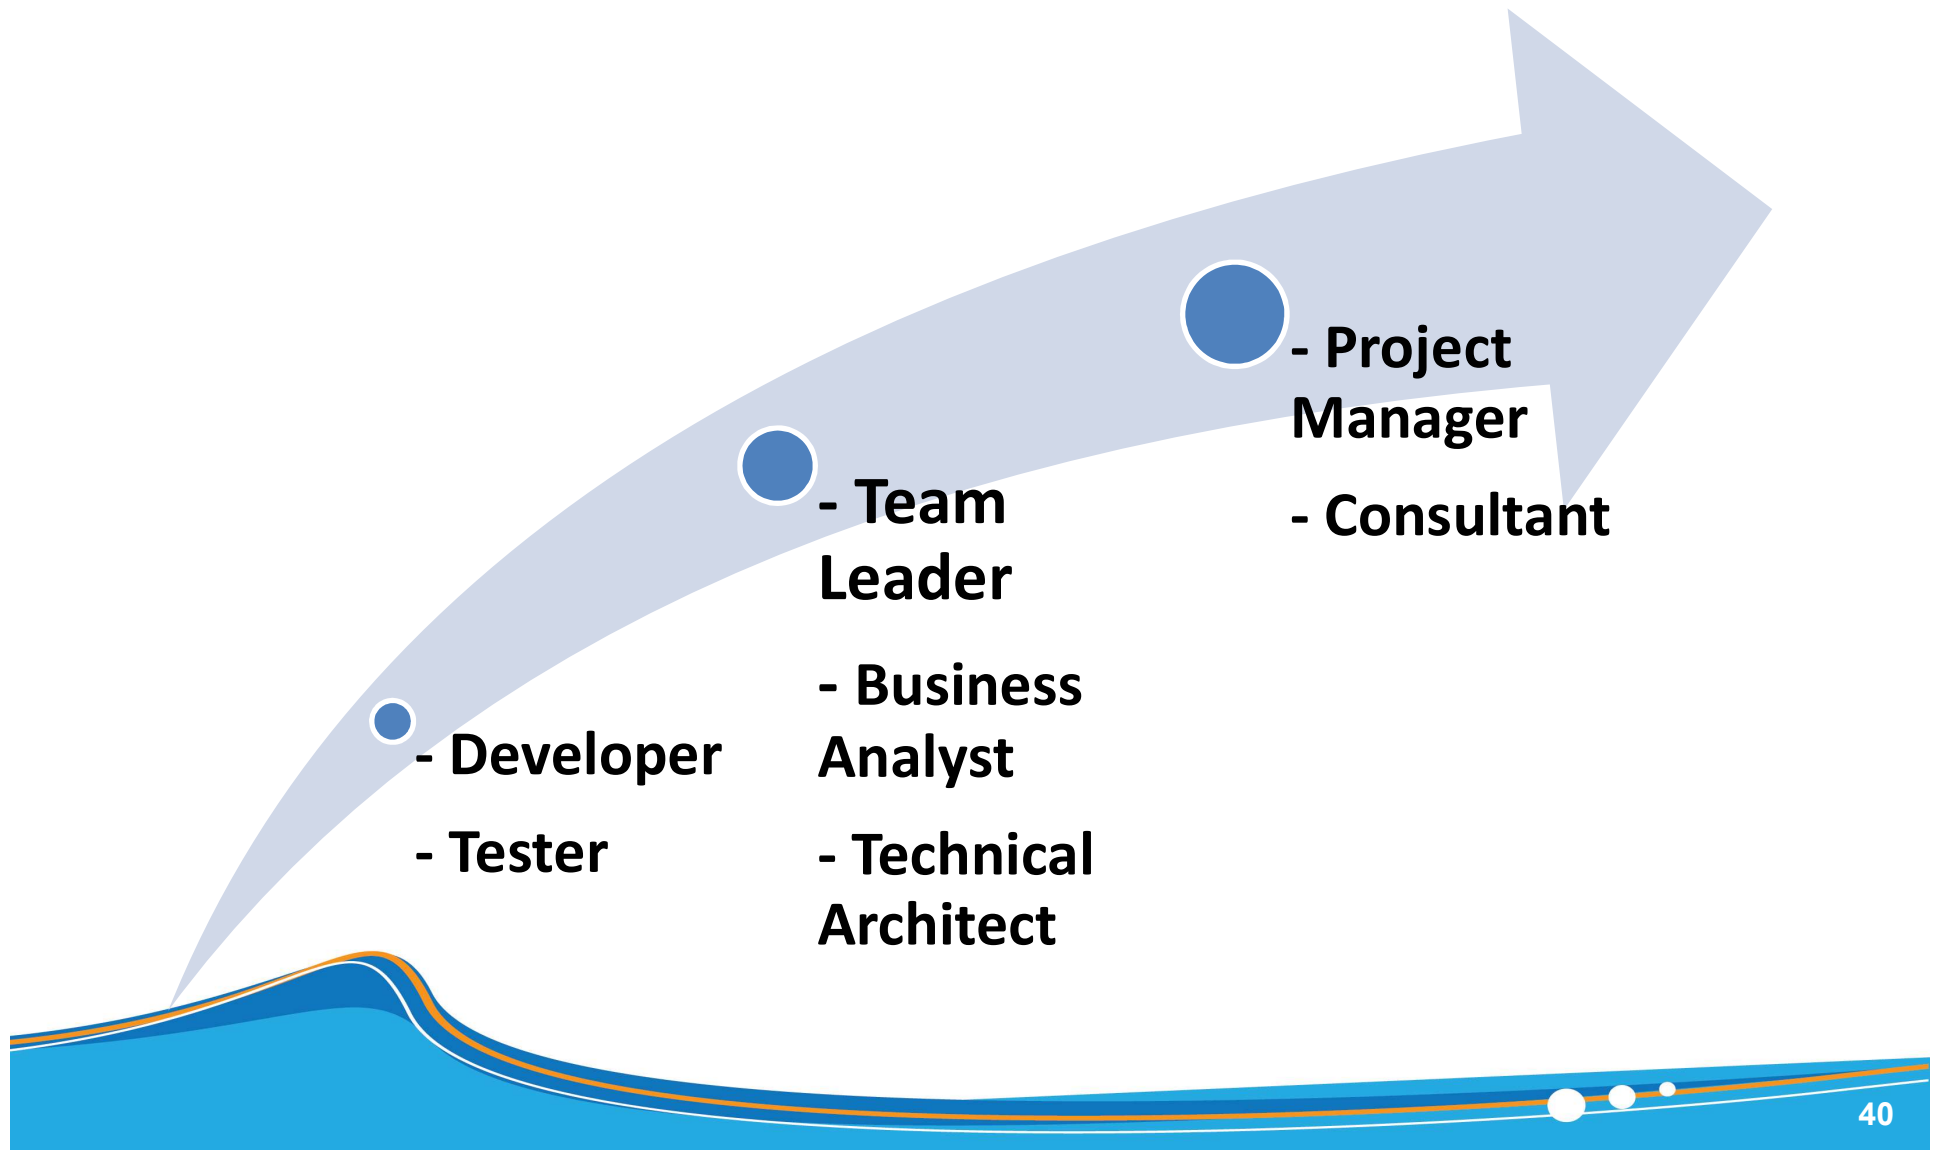 - Developer
- Tester
- Team
Leader
- Business
Analyst
- Technical
Architect
- Project
Manager
- Consultant
40